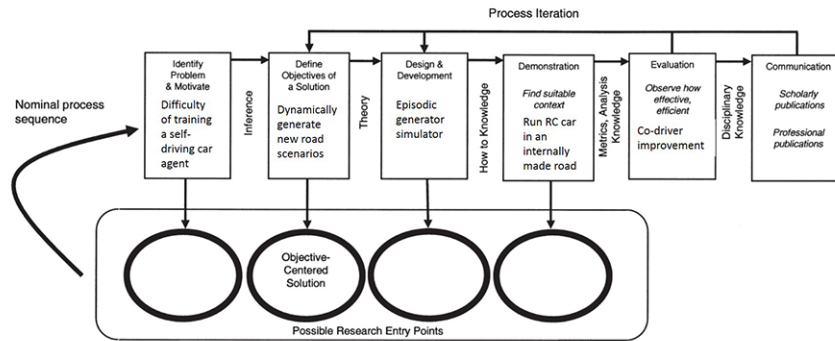 Process Iteration
Nominal process
sequence
Identify
Problem
& Motivate
Difficulty
of training
a self-
driving car
agent
Inference
Define
Objectives of
a Solution
Dynamically
generate
new road
scenarios
Theory
Design &
Development
Episodic
generator
simulator
How to Knowledge
Demonstration
Find suitable
context
Run RC car
in an
internally
made road
Metrics, Analysis
Knowledge
Evaluation
Observe how
effective,
efficient
Co-driver
improvement
Disciplinary
Knowledge
Communication
Scholarly
publications
Professional
publications
Objective-
Centered
Solution
Possible Research Entry Points